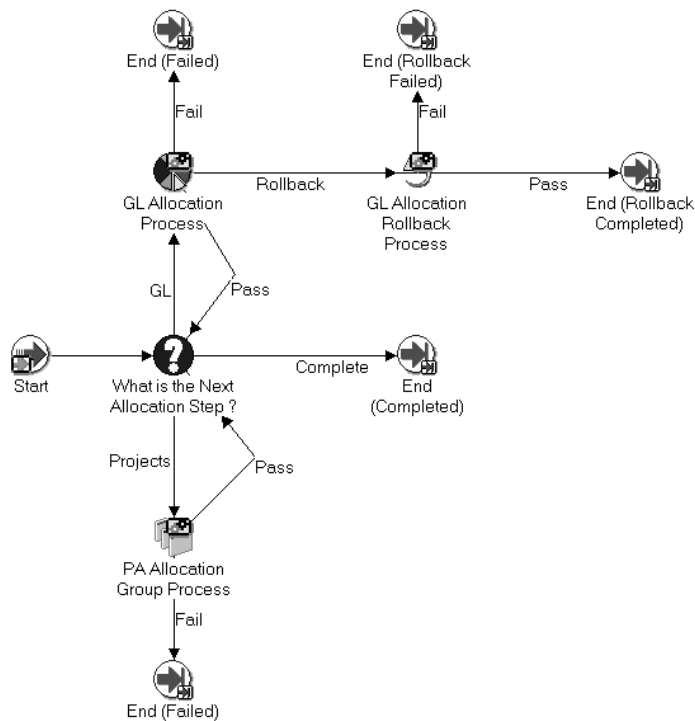 End (Failed)
End (Rollback
Failed)
Fail
Fail
Rollback
Pass
GL Allocation
Process
GL Allocation
Rollback
Process
End (Rollback
Completed)
GL
Pass
Start
What is the Next
Allocation Step ?
Complete
End
(Completed)
Projects
Pass
PA Allocation
Group Process
Fail
End (Failed)